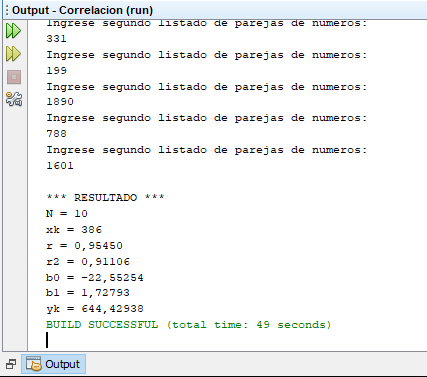 Output - Correlacion (run)
Ingrese segundo listado de parejas de numeros:
331
Ingrese segundo listado de parejas de numeros:
199
Ingrese segundo listado de parejas de numeros:
1890
Ingrese segundo listado de parejas de numeros:
788
Ingrese segundo listado de parejas de numeros:
1601
*** RESULTADO ***
N = 10
xk = 386
r = 0,95450
r2 = 0,91106
b0 = -22,55254
b1 = 1,72793
yk = 644,42938
BUILD SUCCESSFUL (total time: 49 seconds)
Output